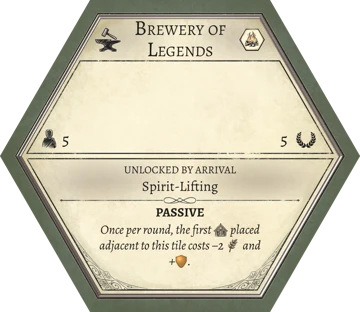 Brewery of
Legends
5 5
UNLOCKED BY ARRIVAL
Spirit-Lifting
PASSIVE
Once per round, the first placed
adjacent to this tile costs −2 and
+ .